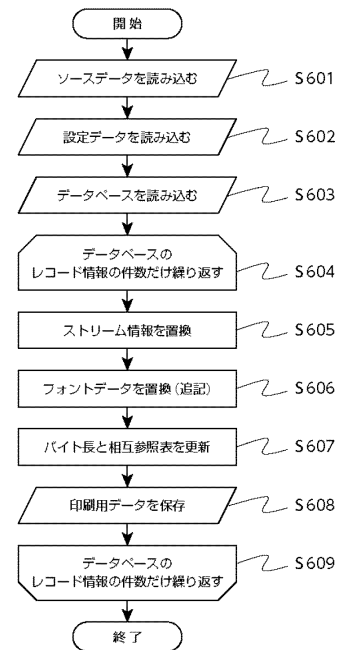 開始
ソースデータを読み込む
S601
設定データを読み込む
S602
データベースを読み込む
S603
データベースの
レコード情報の件数だけ繰り返す
S604
ストリーム情報を置換
S605
フォントデータを置換(追記)
S606
バイト長と相互参照表を更新
S607
印刷用データを保存
S608
データベースの
レコード情報の件数だけ繰り返す
S609
終了